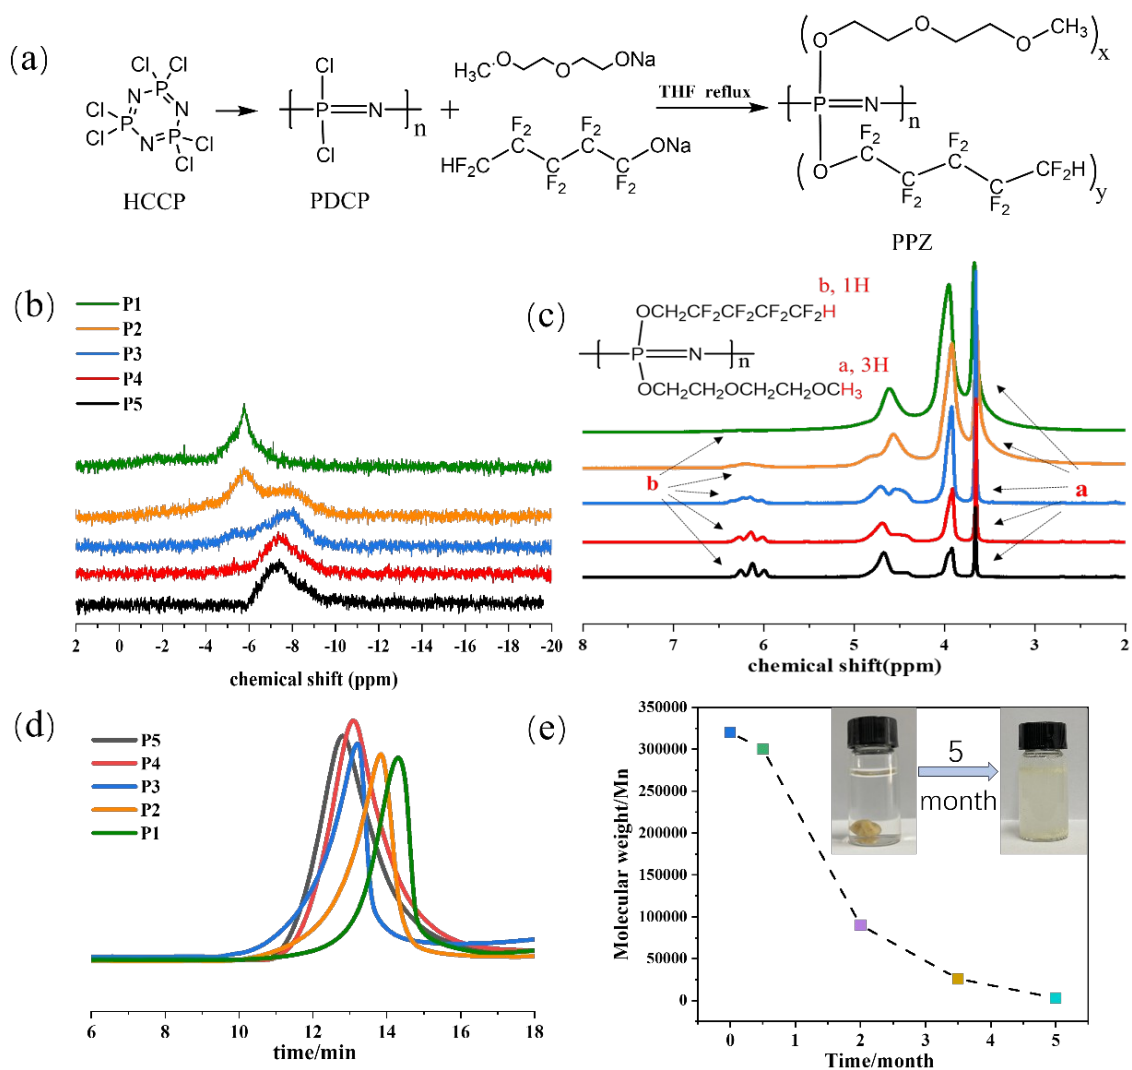 (a)
Cl
Cl
Cl
Cl
Cl
Cl
P
N
P
N
P
N
HCCP
Cl
P
N
n
Cl
PDCP
+
H₃C
O
O
ONa
HF₂C
F₂
C
C
F₂
F₂
C
C
F₂
ONa
THF reflux
O
O
O
CH₃
x
P
N
n
O
F₂
C
C
F₂
F₂
C
C
F₂
CF₂H
y
PPZ
(b)
P1
P2
P3
P4
P5
2 0 -2 -4 -6 -8 -10 -12 -14 -16 -18 -20
chemical shift (ppm)
(c)
b, 1H
OCH₂CF₂CF₂CF₂CF₂H
P
N
n
a, 3H
OCH₂CH₂OCH₂CH₂OCH₃
b
a
8 7 6 5 4 3 2
chemical shift(ppm)
(d)
P5
P4
P3
P2
P1
6 8 10 12 14 16 18
time/min
(e)
350000
300000
250000
200000
150000
100000
50000
0
Molecular weight/Mn
5
month
0 1 2 3 4 5
Time/month